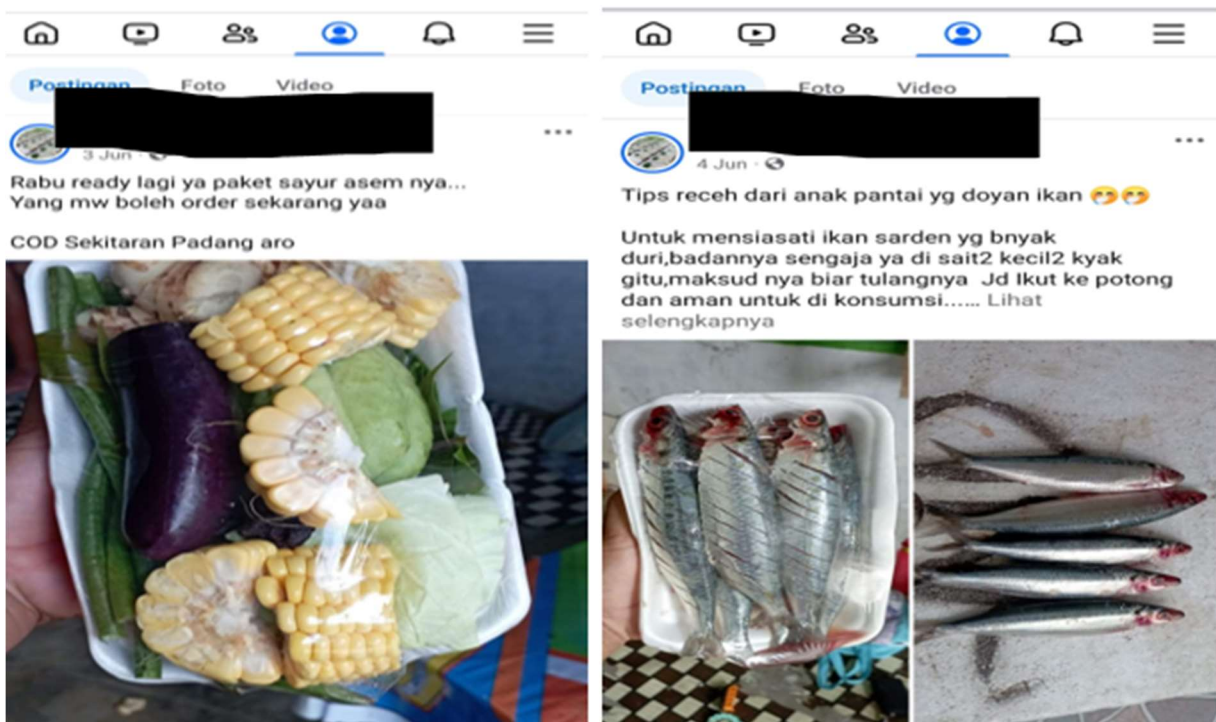 Postingan Foto Video
3 Jun
Rabu ready lagi ya paket sayur asem nya...
Yang mw boleh order sekarang yaa
COD Sekitaran Padang aro
Postingan Foto Video
4 Jun
Tips receh dari anak pantai yg doyan ikan 🤭🤭
Untuk mensiasati ikan sarden yg bnyak
duri,badannya sengaja ya di sait2 kecil2 kyak
gitu,maksud nya biar tulangnya Jd Ikut ke potong
dan aman untuk di konsumsi...... Lihat
selengkapnya